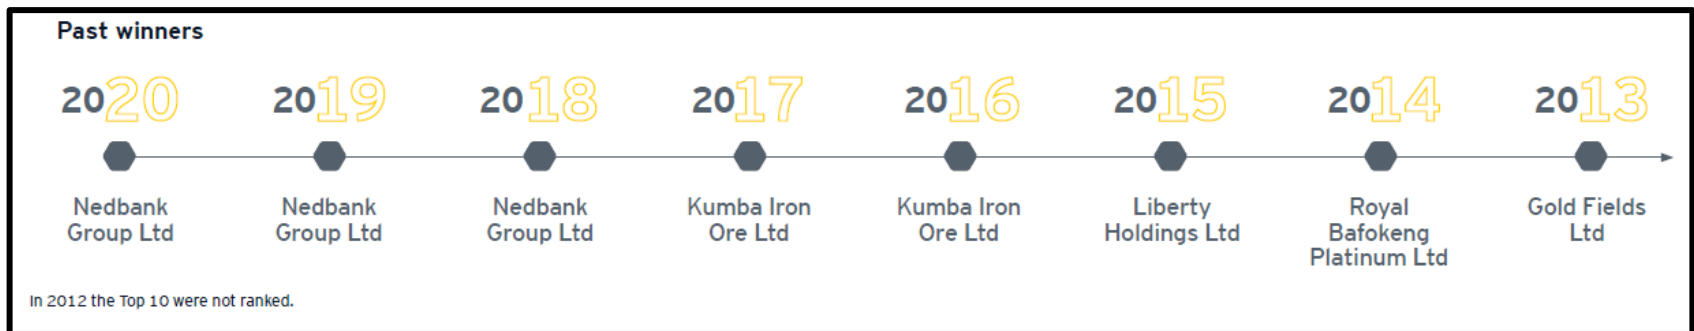 Past winners
2020 2019 2018 2017 2016 2015 2014 2013
Nedbank
Group Ltd
Nedbank
Group Ltd
Nedbank
Group Ltd
Kumba Iron
Ore Ltd
Kumba Iron
Ore Ltd
Liberty
Holdings Ltd
Royal
Bafokeng
Platinum Ltd
Gold Fields
Ltd
In 2012 the Top 10 were not ranked.